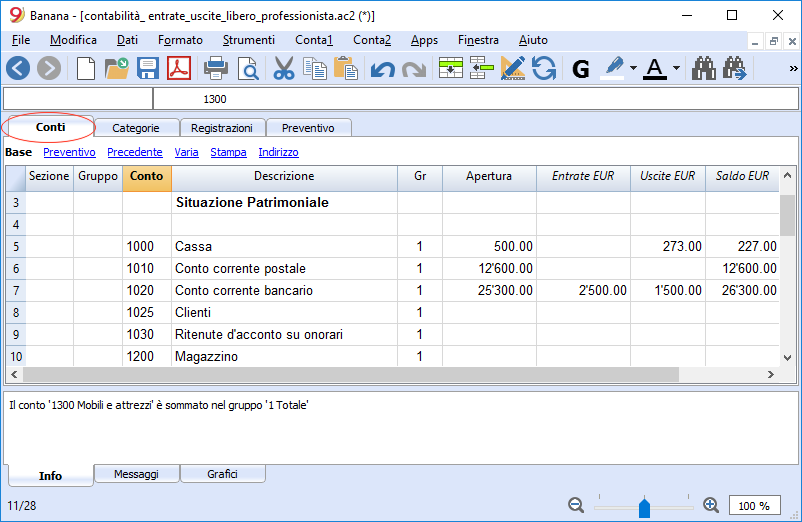 Banana - [contabilità_ entrate_uscite_libero_professionista.ac2 (*)]
File Modifica Dati Formato Strumenti Conta1 Conta2 Apps Finestra Aiuto
G A »
1300
Conti Categorie Registrazioni Preventivo
Base Preventivo Precedente Varia Stampa Indirizzo
Sezione Gruppo Conto Descrizione Gr Apertura Entrate EUR Uscite EUR Saldo EUR
3 Situazione Patrimoniale
4
5 1000 Cassa 1 500.00 273.00 227.00
6 1010 Conto corrente postale 1 12'600.00 12'600.00
7 1020 Conto corrente bancario 1 25'300.00 2'500.00 1'500.00 26'300.00
8 1025 Clienti 1
9 1030 Ritenute d'acconto su onorari 1
10 1200 Magazzino 1
Il conto '1300 Mobili e attrezzi' è sommato nel gruppo '1 Totale'
Info Messaggi Grafici
11/28 100 %